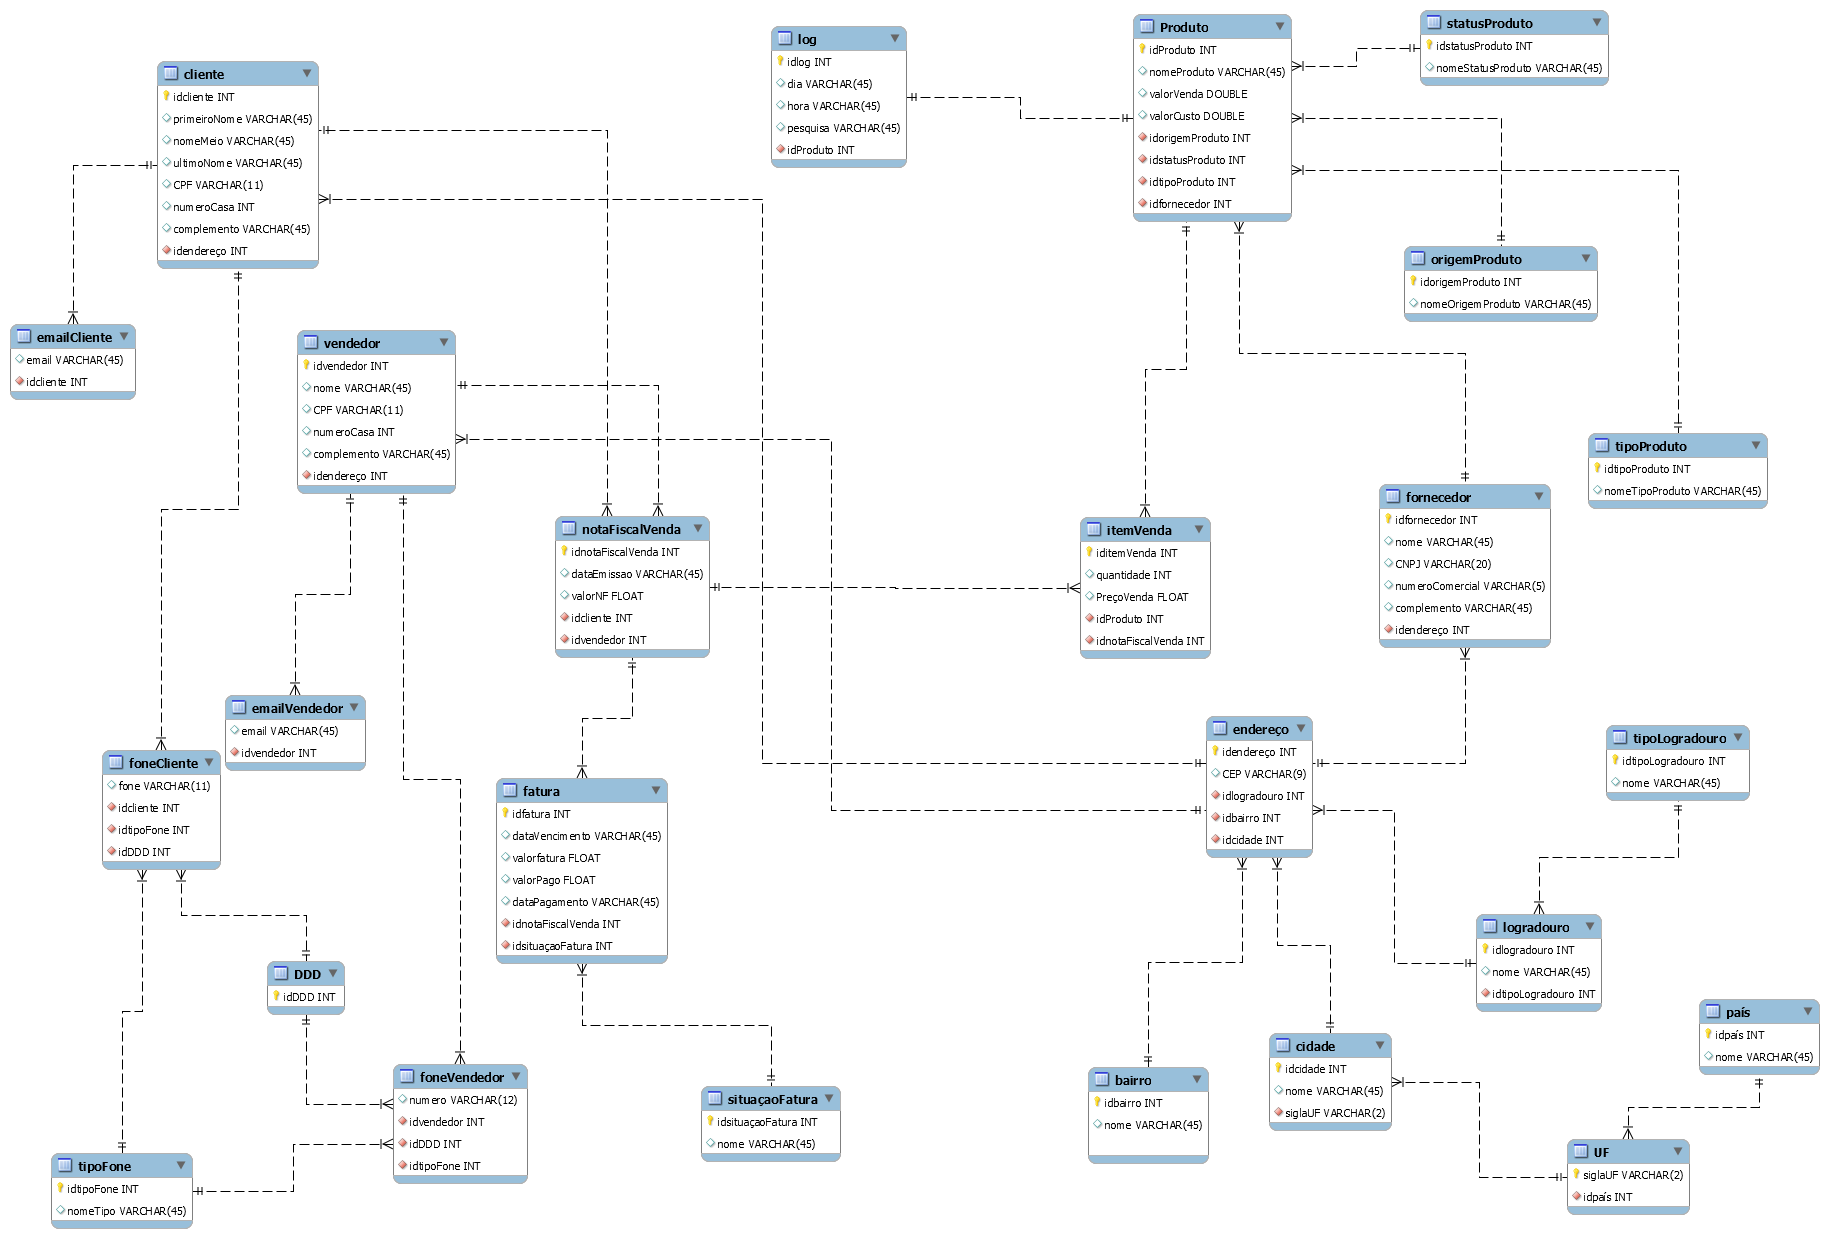 log
idlog INT
dia VARCHAR(45)
hora VARCHAR(45)
pesquisa VARCHAR(45)
idProduto INT
Produto
idProduto INT
nomeProduto VARCHAR(45)
valorVenda DOUBLE
valorCusto DOUBLE
idorigemProduto INT
idstatusProduto INT
idtipoProduto INT
idfornecedor INT
statusProduto
idstatusProduto INT
nomeStatusProduto VARCHAR(45)
cliente
idcliente INT
primeiroNome VARCHAR(45)
nomeMeio VARCHAR(45)
ultimoNome VARCHAR(45)
CPF VARCHAR(11)
numeroCasa INT
complemento VARCHAR(45)
idendereço INT
origemProduto
idorigemProduto INT
nomeOrigemProduto VARCHAR(45)
emailCliente
email VARCHAR(45)
idcliente INT
vendedor
idvendedor INT
nome VARCHAR(45)
CPF VARCHAR(11)
numeroCasa INT
complemento VARCHAR(45)
idendereço INT
tipoProduto
idtipoProduto INT
nomeTipoProduto VARCHAR(45)
fornecedor
idfornecedor INT
nome VARCHAR(45)
CNPJ VARCHAR(20)
numeroComercial VARCHAR(5)
complemento VARCHAR(45)
idendereço INT
notaFiscalVenda
idnotaFiscalVenda INT
dataEmissao VARCHAR(45)
valorNF FLOAT
idcliente INT
idvendedor INT
itemVenda
iditemVenda INT
quantidade INT
PreçoVenda FLOAT
idProduto INT
idnotaFiscalVenda INT
emailVendedor
email VARCHAR(45)
idvendedor INT
endereço
idendereço INT
CEP VARCHAR(9)
idlogradouro INT
idbairro INT
idcidade INT
tipoLogradouro
idtipoLogradouro INT
nome VARCHAR(45)
foneCliente
fone VARCHAR(11)
idcliente INT
idtipoFone INT
idDDD INT
fatura
idfatura INT
dataVencimento VARCHAR(45)
valorfatura FLOAT
valorPago FLOAT
dataPagamento VARCHAR(45)
idnotaFiscalVenda INT
idsituaçaoFatura INT
logradouro
idlogradouro INT
nome VARCHAR(45)
idtipoLogradouro INT
DDD
idDDD INT
país
idpaís INT
nome VARCHAR(45)
cidade
idcidade INT
nome VARCHAR(45)
siglaUF VARCHAR(2)
foneVendedor
numero VARCHAR(12)
idvendedor INT
idDDD INT
idtipoFone INT
bairro
idbairro INT
nome VARCHAR(45)
situaçaoFatura
idsituaçaoFatura INT
nome VARCHAR(45)
UF
siglaUF VARCHAR(2)
idpaís INT
tipoFone
idtipoFone INT
nomeTipo VARCHAR(45)